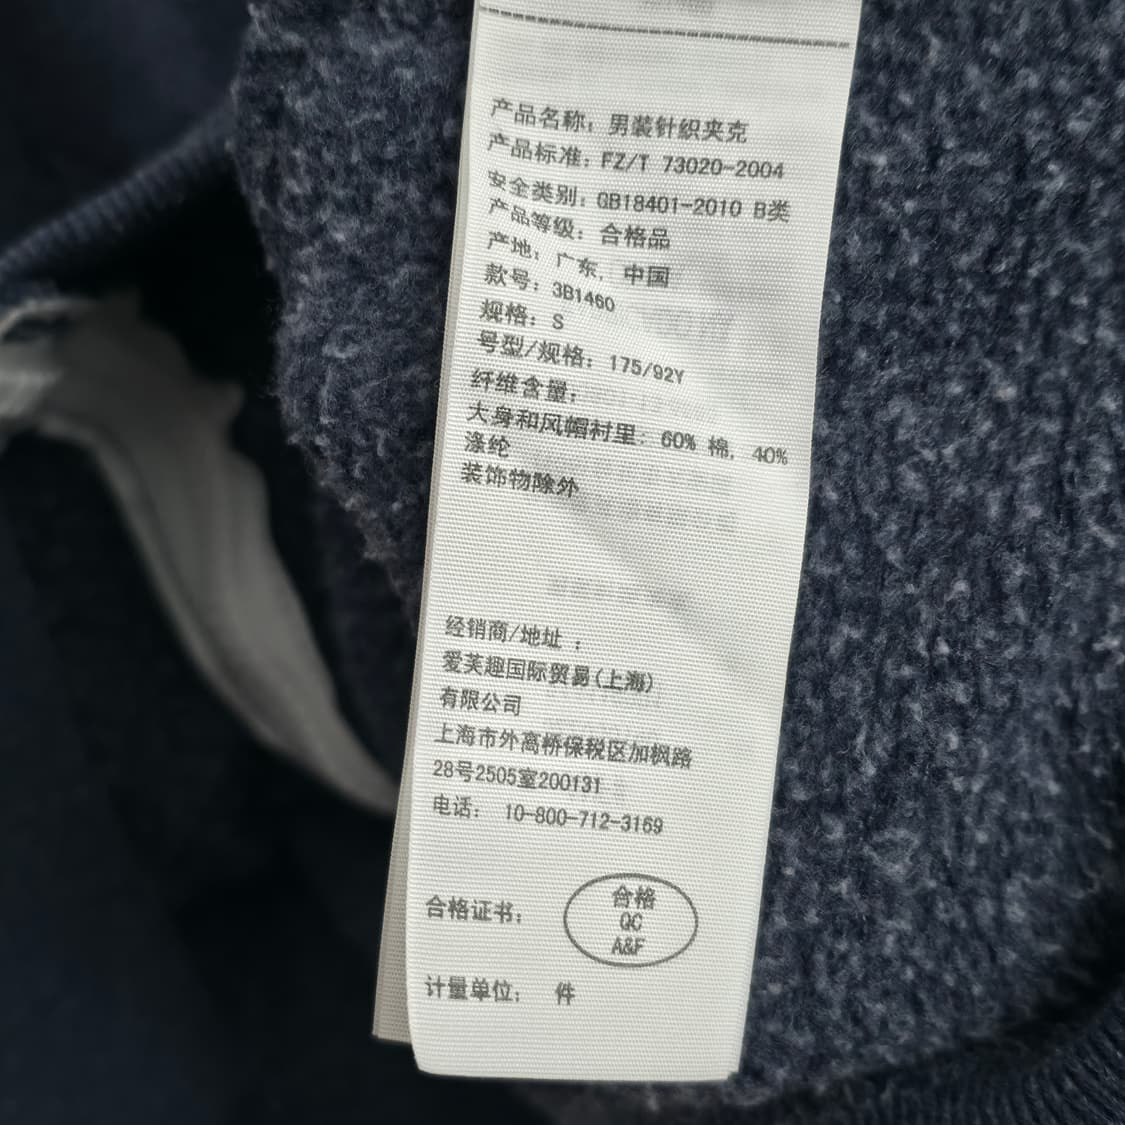 产品名称: 男装针织夹克
产品标准: FZ/T 73020-2004
安全类别: GB18401-2010 B类
产品等级: 合格品
产地: 广东, 中国
款号: 3B1460
规格: S
号型/规格: 175/92Y
纤维含量:
大身和风帽衬里: 60% 棉, 40%
涤纶
装饰物除外
经销商/地址 :
爱芙趣国际贸易(上海)
有限公司
上海市外高桥保税区加枫路
28号2505室200131
电话: 10-800-712-3169
合格证书:
合格
QC
A&F
计量单位: 件